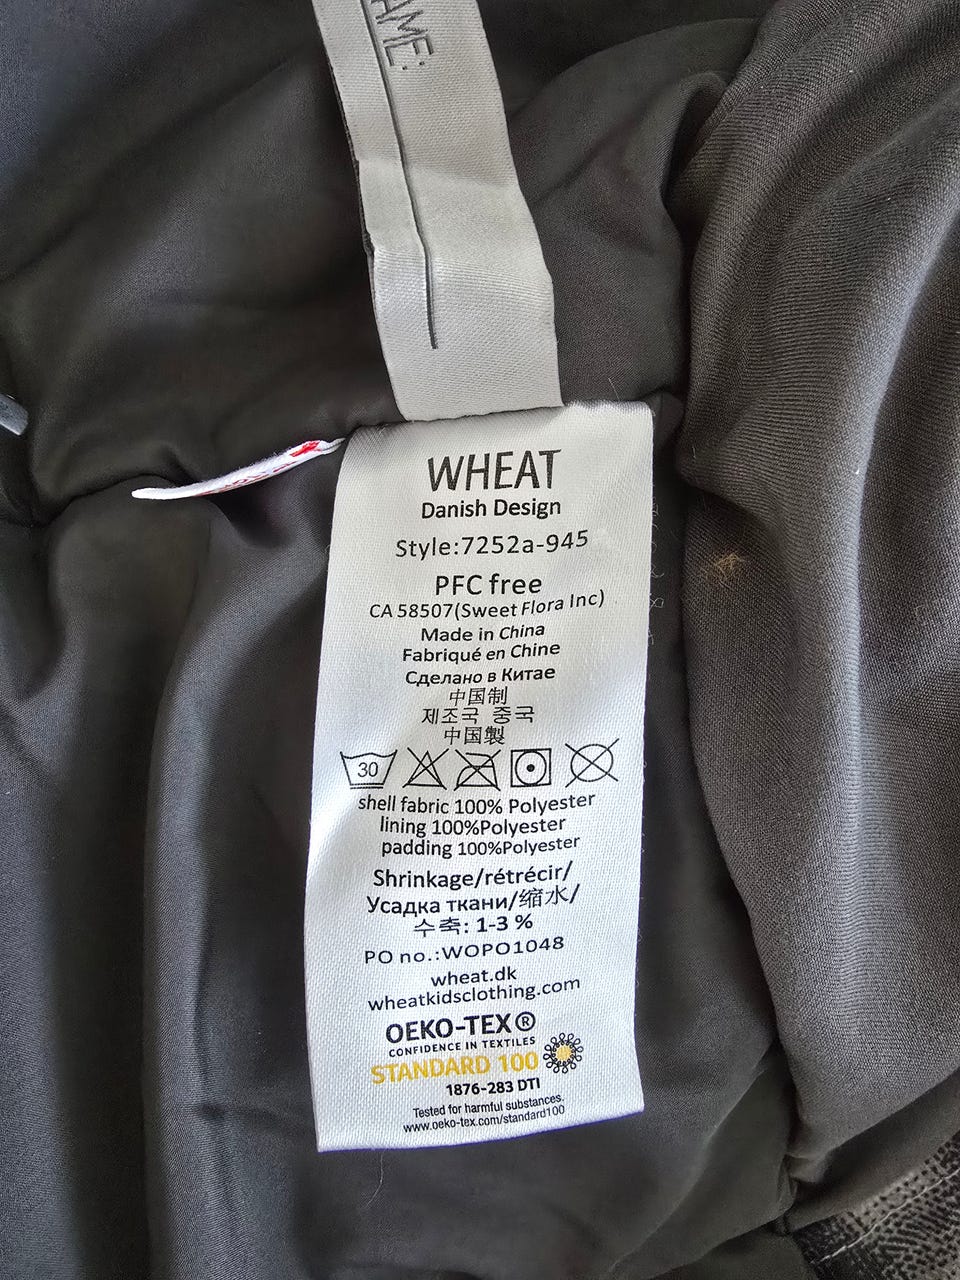 AME:
WHEAT
Danish Design
Style:7252a-945
PFC free
CA 58507(Sweet Flora Inc)
Made in China
Fabriqué en Chine
Сделано в Китае
中国制
제조국 중국
中国製
30
shell fabric 100% Polyester
lining 100%Polyester
padding 100%Polyester
Shrinkage/rétrécir/
Усадка ткани/缩水/
수축: 1-3 %
PO no.:WOPO1048
wheat.dk
wheatkidsclothing.com
OEKO-TEX®
CONFIDENCE IN TEXTILES
STANDARD 100
1876-283 DTI
Tested for harmful substances.
www.oeko-tex.com/standard100